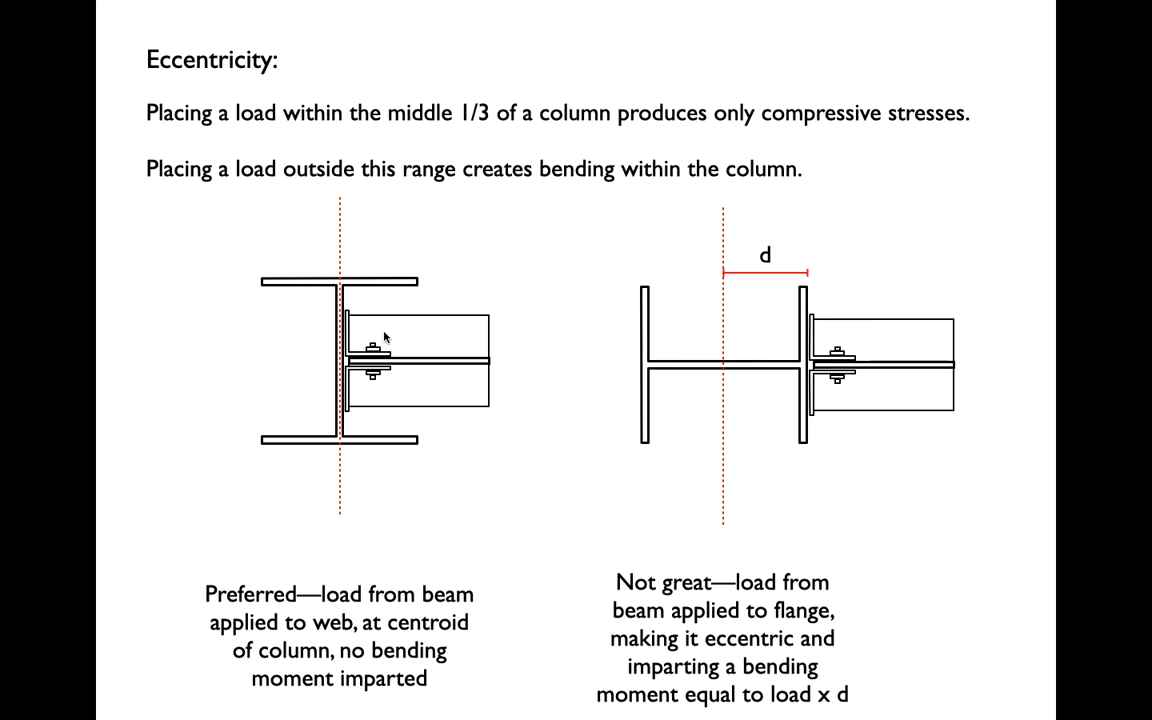 Eccentricity:
Placing a load within the middle 1/3 of a column produces only compressive stresses.
Placing a load outside this range creates bending within the column.
d
Preferred—load from beam
applied to web, at centroid
of column, no bending
moment imparted
Not great—load from
beam applied to flange,
making it eccentric and
imparting a bending
moment equal to load x d